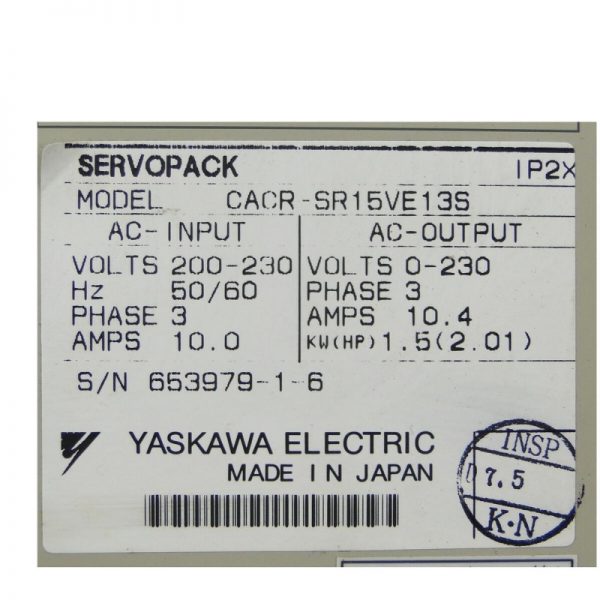 SERVOPACK IP2X
MODEL CACR-SR15VE13S
AC-INPUT AC-OUTPUT
VOLTS 200-230 VOLTS 0-230
Hz 50/60 PHASE 3
PHASE 3 AMPS 10.4
AMPS 10.0 KW(HP) 1.5(2.01)
S/N 653979-1-6
YASKAWA ELECTRIC
MADE IN JAPAN
INSP
D 7.5
K·N